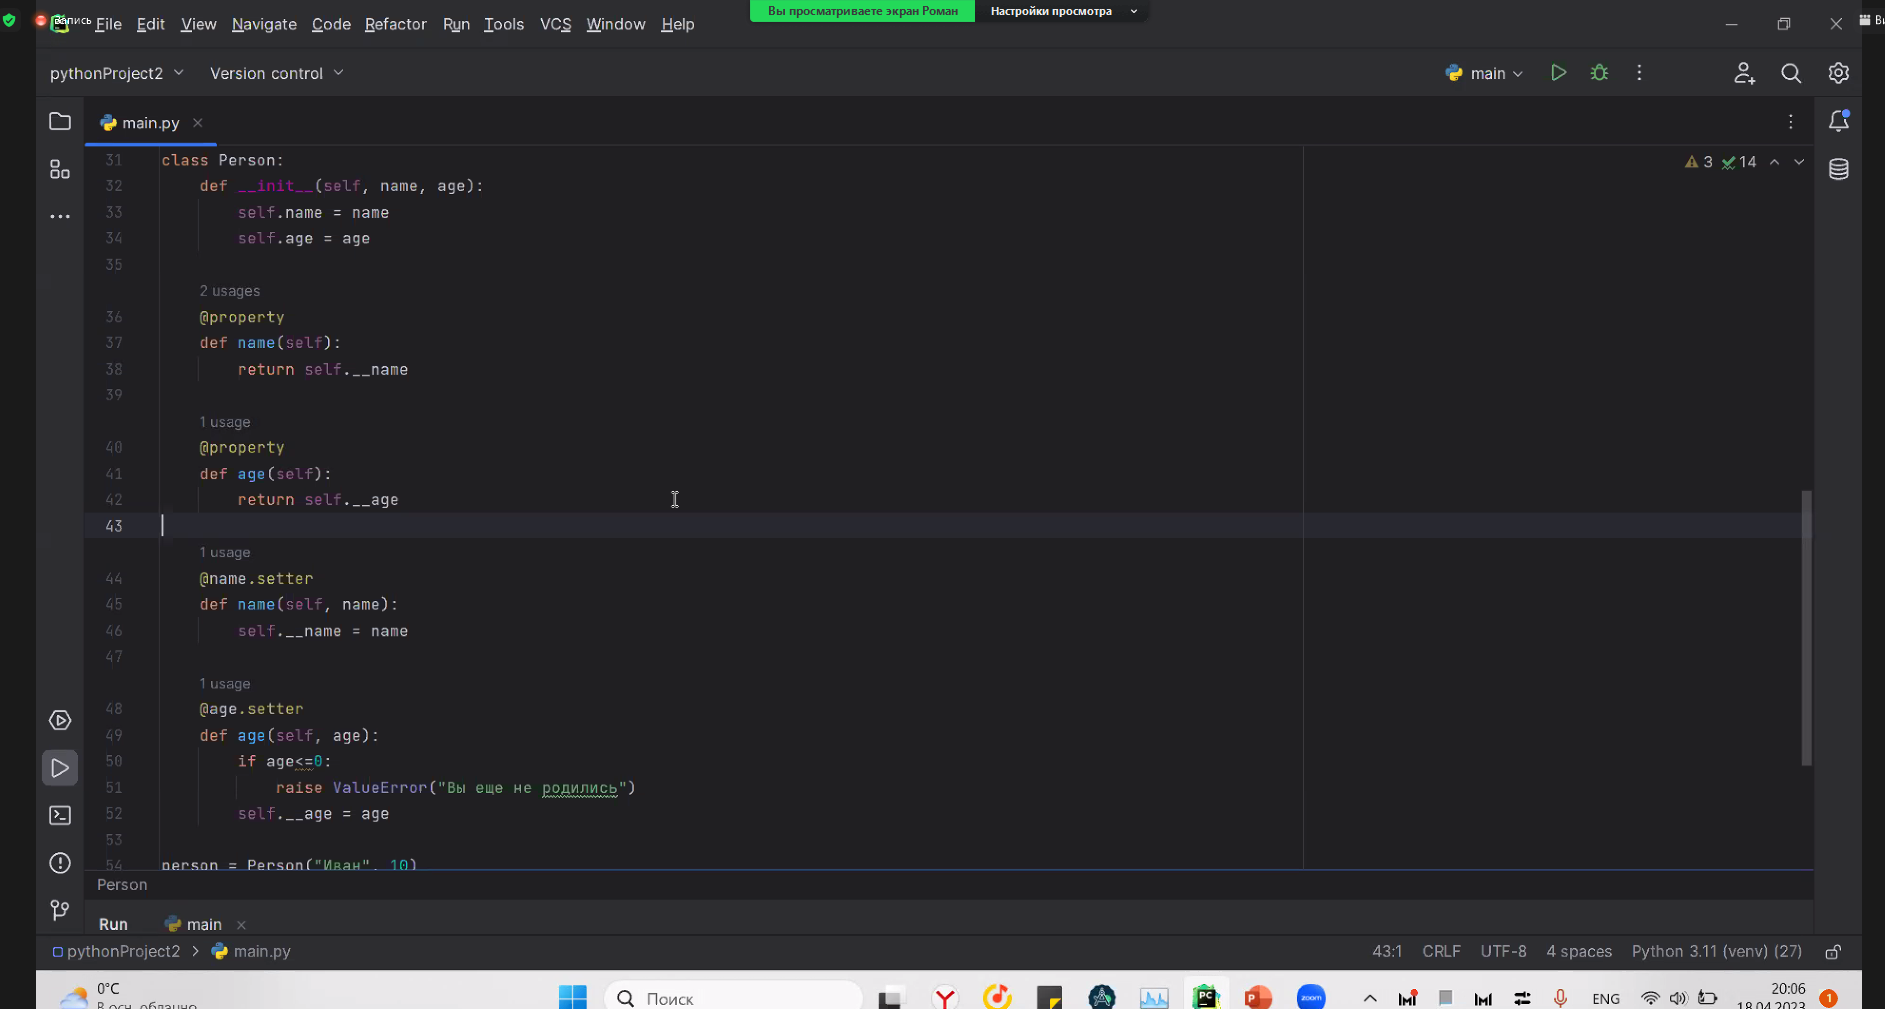 Вы просматриваете экран Роман
Настройки просмотра
запись
File Edit View Navigate Code Refactor Run Tools VCS Window Help
pythonProject2 Version control
main
main.py
3 14
31 class Person:
32 def __init__(self, name, age):
33 self.name = name
34 self.age = age
35
2 usages
36 @property
37 def name(self):
38 return self.__name
39
1 usage
40 @property
41 def age(self):
42 return self.__age
43
1 usage
44 @name.setter
45 def name(self, name):
46 self.__name = name
47
1 usage
48 @age.setter
49 def age(self, age):
50 if age<=0:
51 raise ValueError("Вы еще не родились")
52 self.__age = age
53
54 person = Person("Иван", 10)
Person
Run main
pythonProject2 > main.py
43:1 CRLF UTF-8 4 spaces Python 3.11 (venv) (27)
0°C
В осн. облачно
Поиск
PC
zoom
ENG
20:06
18.04.2023
1